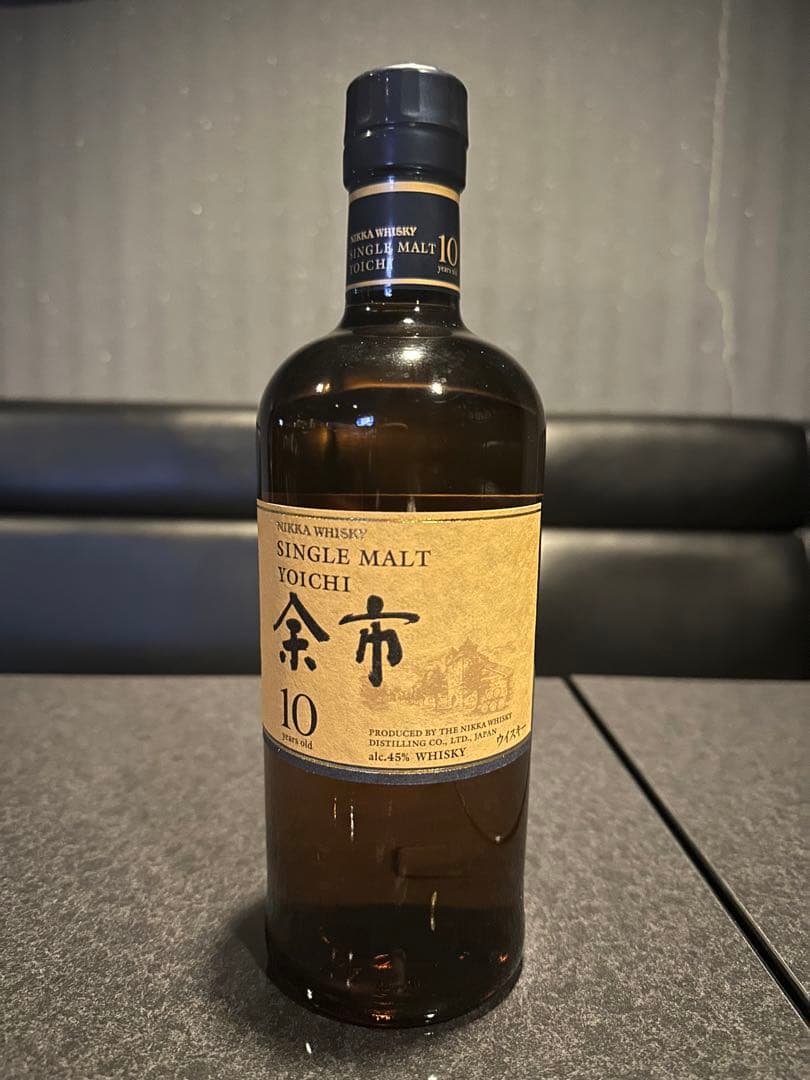 NIKKA WHISKY
SINGLE MALT 10
YOICHI years old
NIKKA WHISKY
SINGLE MALT
YOICHI
余市
10
years old
PRODUCED BY THE NIKKA WHISKY
DISTILLING CO., LTD., JAPAN
ウイスキー
alc.45% WHISKY